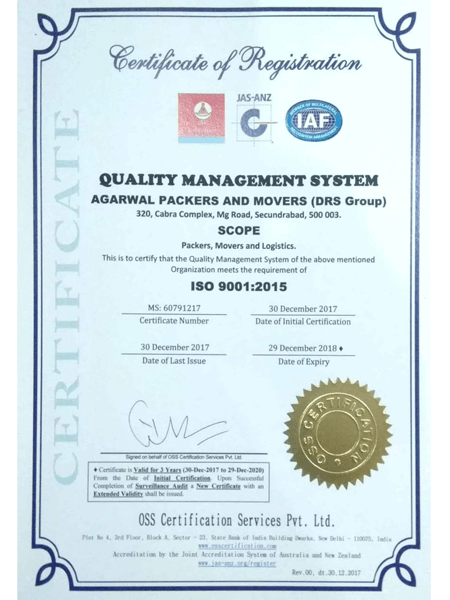 Certificate of Registration
JAS-ANZ
IAF
CERTIFICATE
QUALITY MANAGEMENT SYSTEM
AGARWAL PACKERS AND MOVERS (DRS Group)
320, Cabra Complex, Mg Road, Secundrabad, 500 003.
SCOPE
Packers, Movers and Logistics.
This is to certify that the Quality Management System of the above mentioned
Organization meets the requirement of
ISO 9001:2015
MS: 60791217
Certificate Number
30 December 2017
Date of Initial Certification
30 December 2017
Date of Last Issue
29 December 2018 ♦
Date of Expiry
OSS CERTIFICATION
Signed on behalf of OSS Certification Services Pvt. Ltd.
♦ Certificate is Valid for 3 Years (30-Dec-2017 to 29-Dec-2020)
From the Date of Initial Certification. Upon Successful
Completion of Surveillance Audit a New Certificate with an
Extended Validity shall be issued.
OSS Certification Services Pvt. Ltd.
Plot No 4, 3rd Floor, Block A, Sector - 23, State Bank of India Building Dwarka, New Delhi - 110075, India
www.osscertification.com
Accreditation by the Joint Accreditation System of Australia and New Zealand
www.jas-anz.org/register
Rev.00, dt.30.12.2017